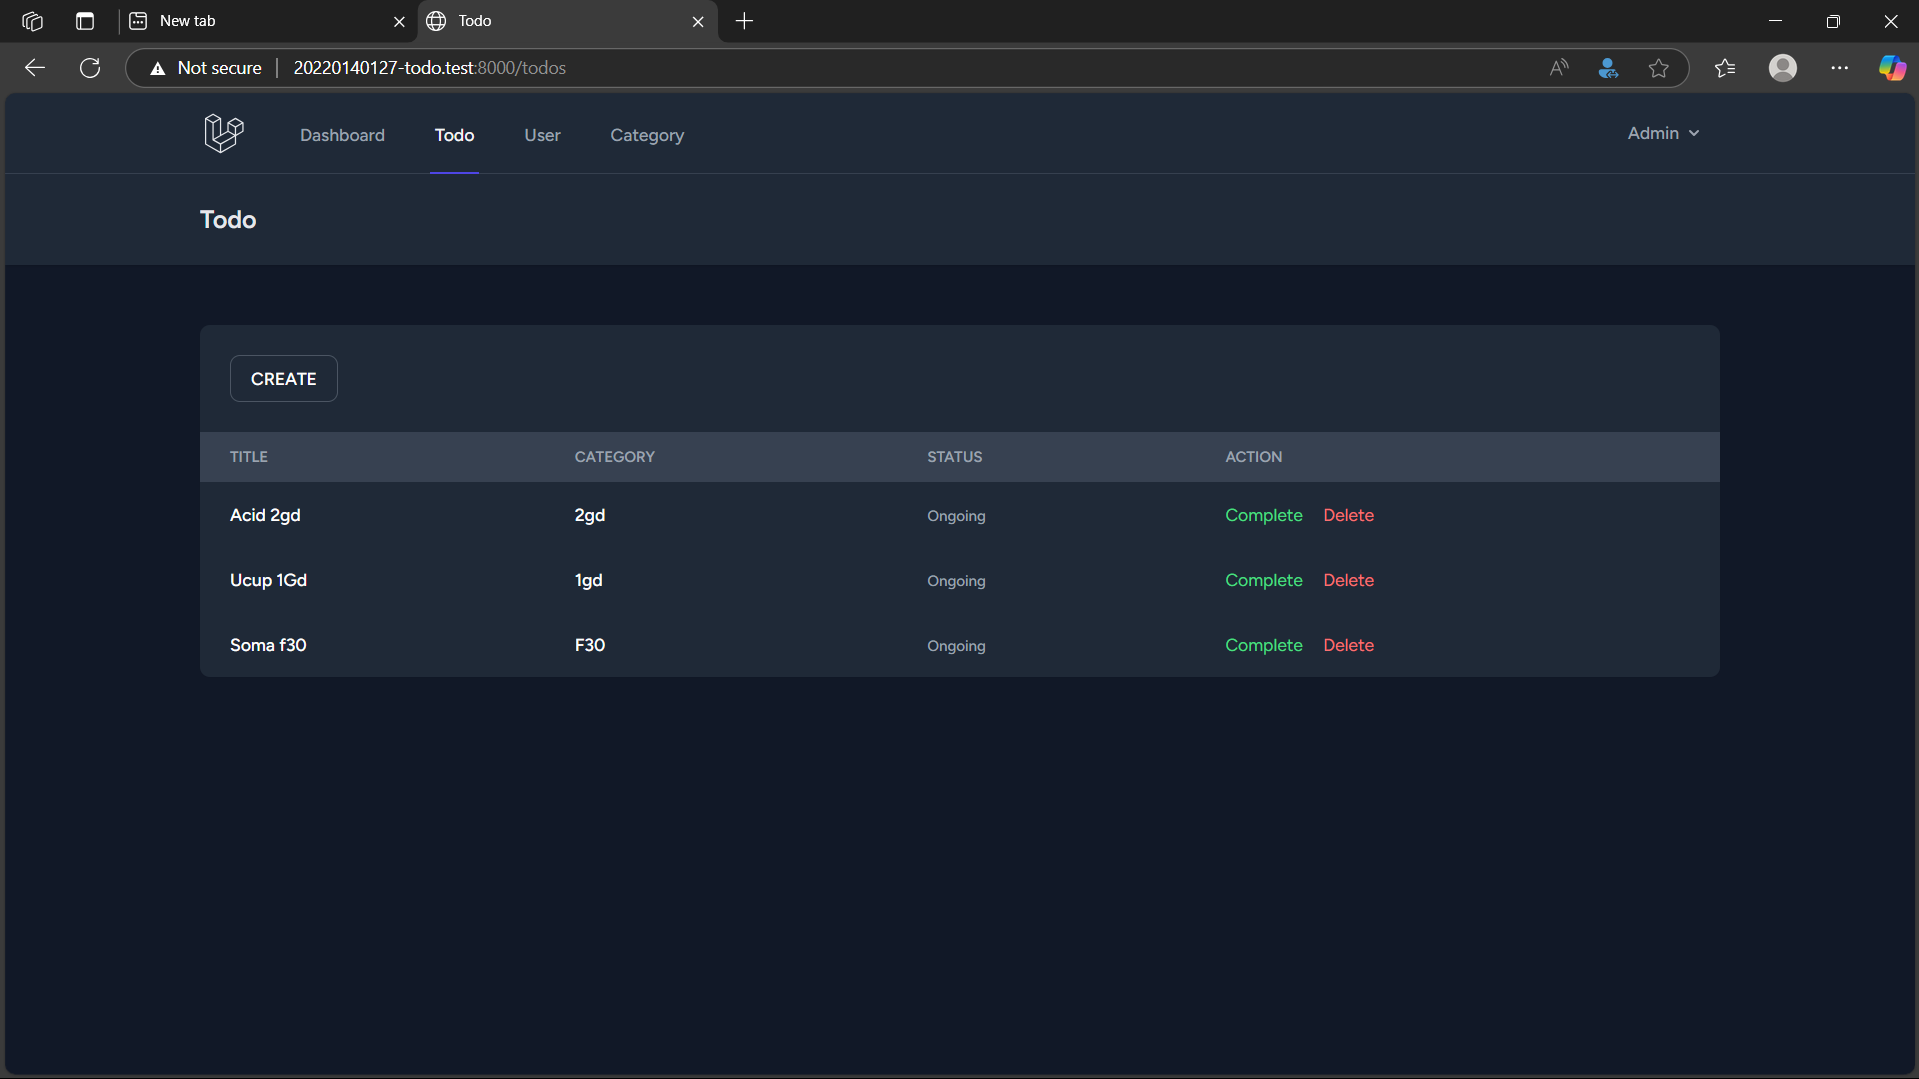 New tab
Todo
Not secure
20220140127-todo.test:8000/todos
Dashboard Todo User Category
Admin
Todo
CREATE
TITLE CATEGORY STATUS ACTION
Acid 2gd 2gd Ongoing Complete Delete
Ucup 1Gd 1gd Ongoing Complete Delete
Soma f30 F30 Ongoing Complete Delete